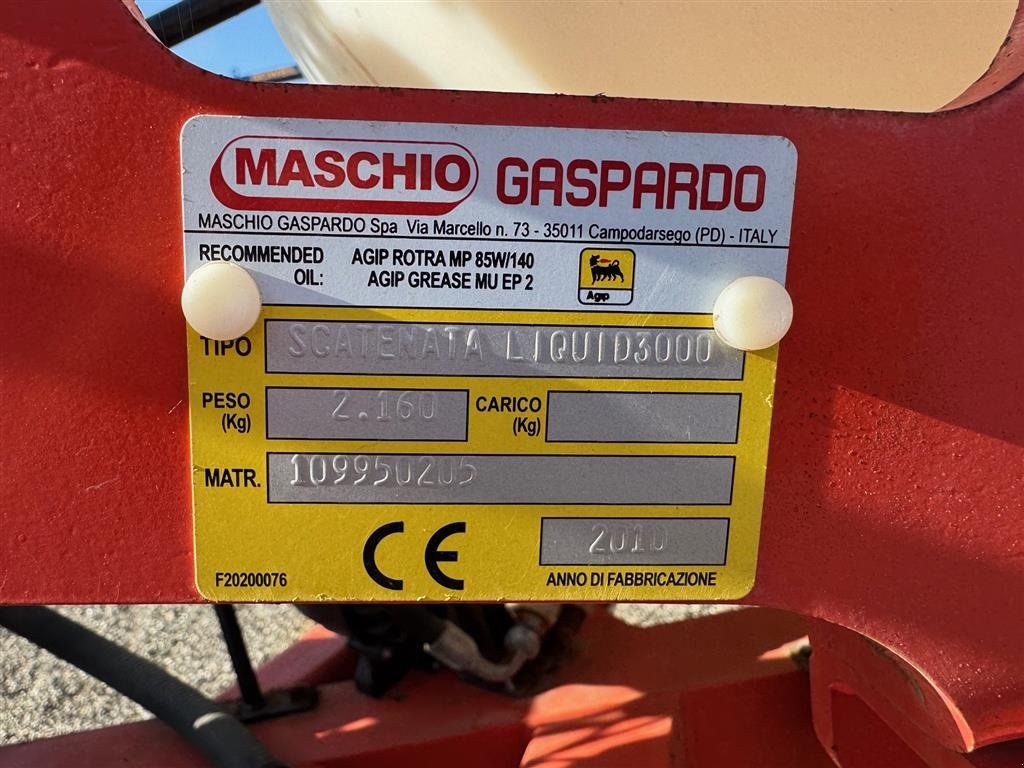 MASCHIO GASPARDO
MASCHIO GASPARDO Spa Via Marcello n. 73 - 35011 Campodarsego (PD) - ITALY
RECOMMENDED OIL: AGIP ROTRA MP 85W/140
AGIP GREASE MU EP 2
Agip
TIPO SCATENATA LIQUID3000
PESO (Kg) 2.160 CARICO (Kg)
MATR. 109950205
CE 2010
F20200076 ANNO DI FABBRICAZIONE